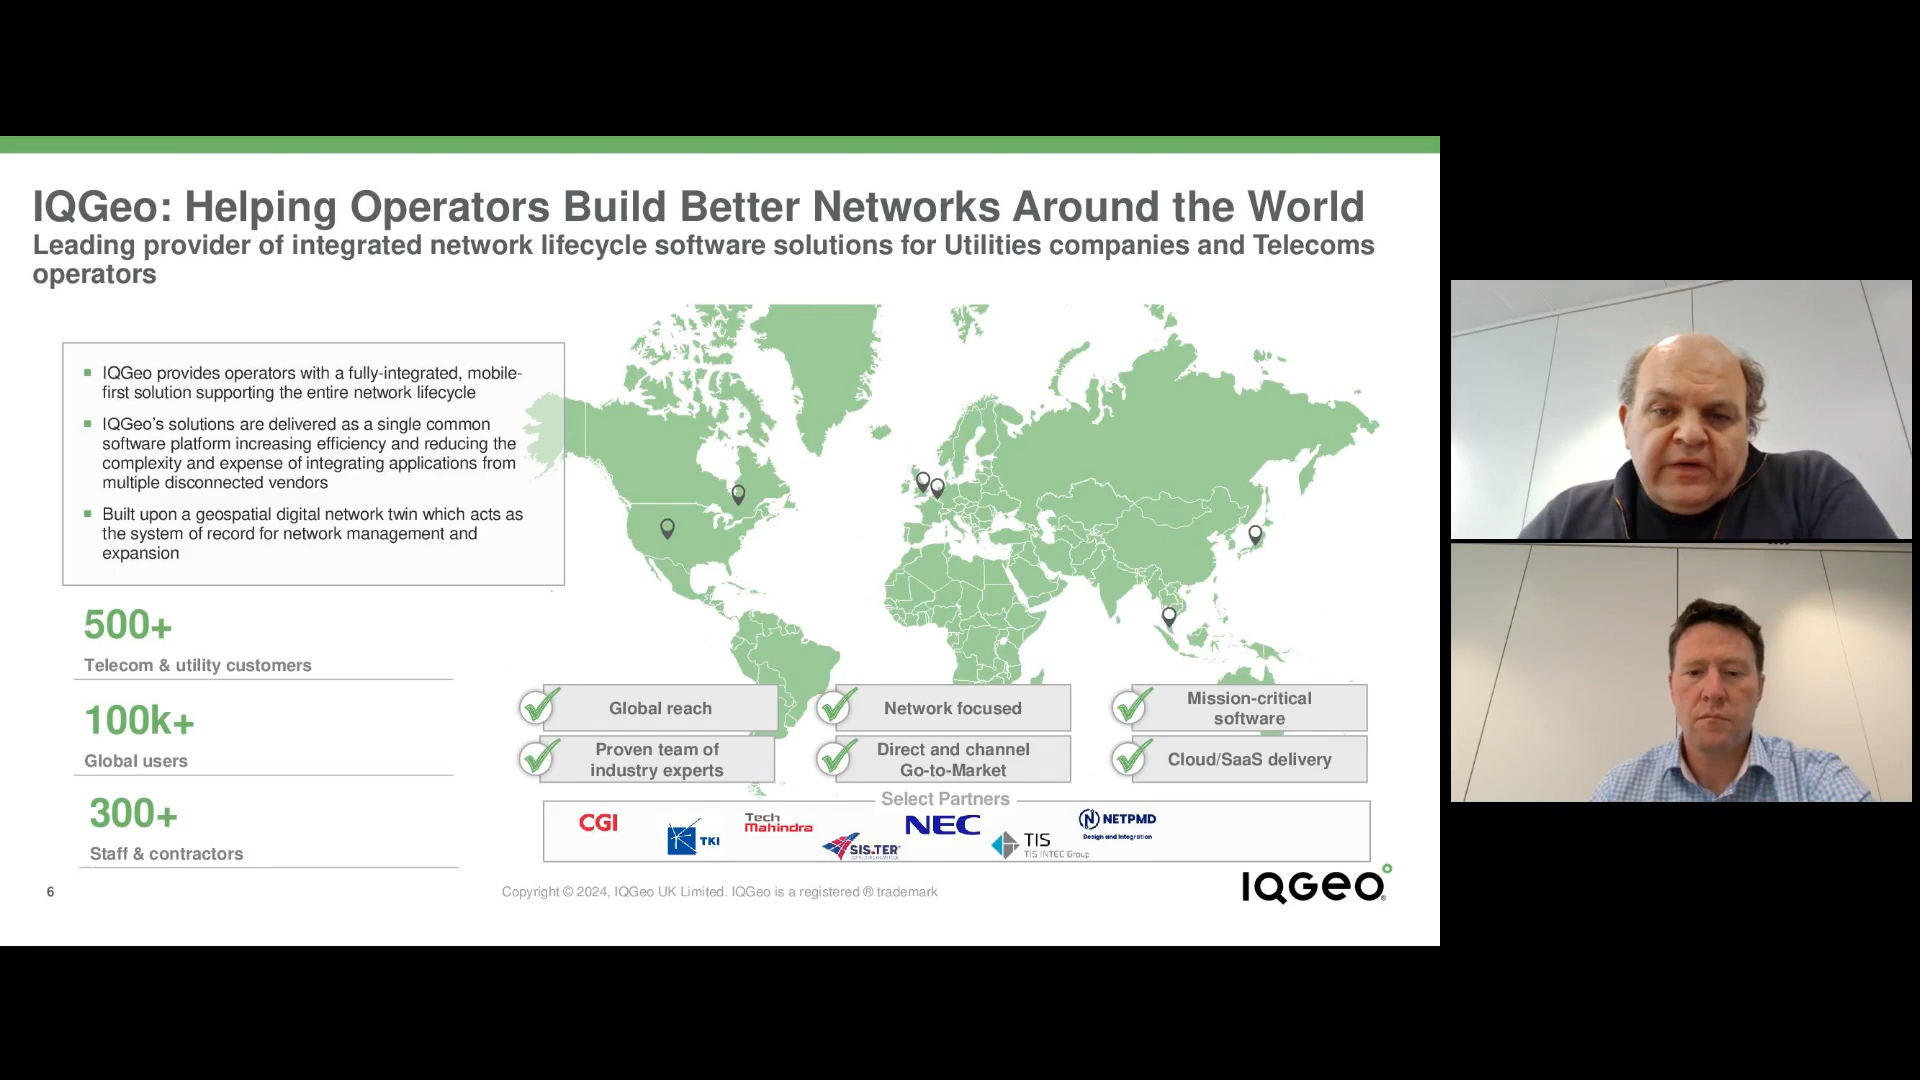 IQGeo: Helping Operators Build Better Networks Around the World
Leading provider of integrated network lifecycle software solutions for Utilities companies and Telecoms
operators
IQGeo provides operators with a fully-integrated, mobile-
first solution supporting the entire network lifecycle
IQGeo’s solutions are delivered as a single common
software platform increasing efficiency and reducing the
complexity and expense of integrating applications from
multiple disconnected vendors
Built upon a geospatial digital network twin which acts as
the system of record for network management and
expansion
500+
Telecom & utility customers
100k+
Global users
300+
Staff & contractors
Global reach
Network focused
Mission-critical
software
Proven team of
industry experts
Direct and channel
Go-to-Market
Cloud/SaaS delivery
Select Partners
CGI
TKI
Tech
Mahindra
SIS.TER
NEC
TIS
TIS INTEC Group
NETPMD
Design and Integration
6
Copyright © 2024, IQGeo UK Limited. IQGeo is a registered ® trademark
IQGeo®